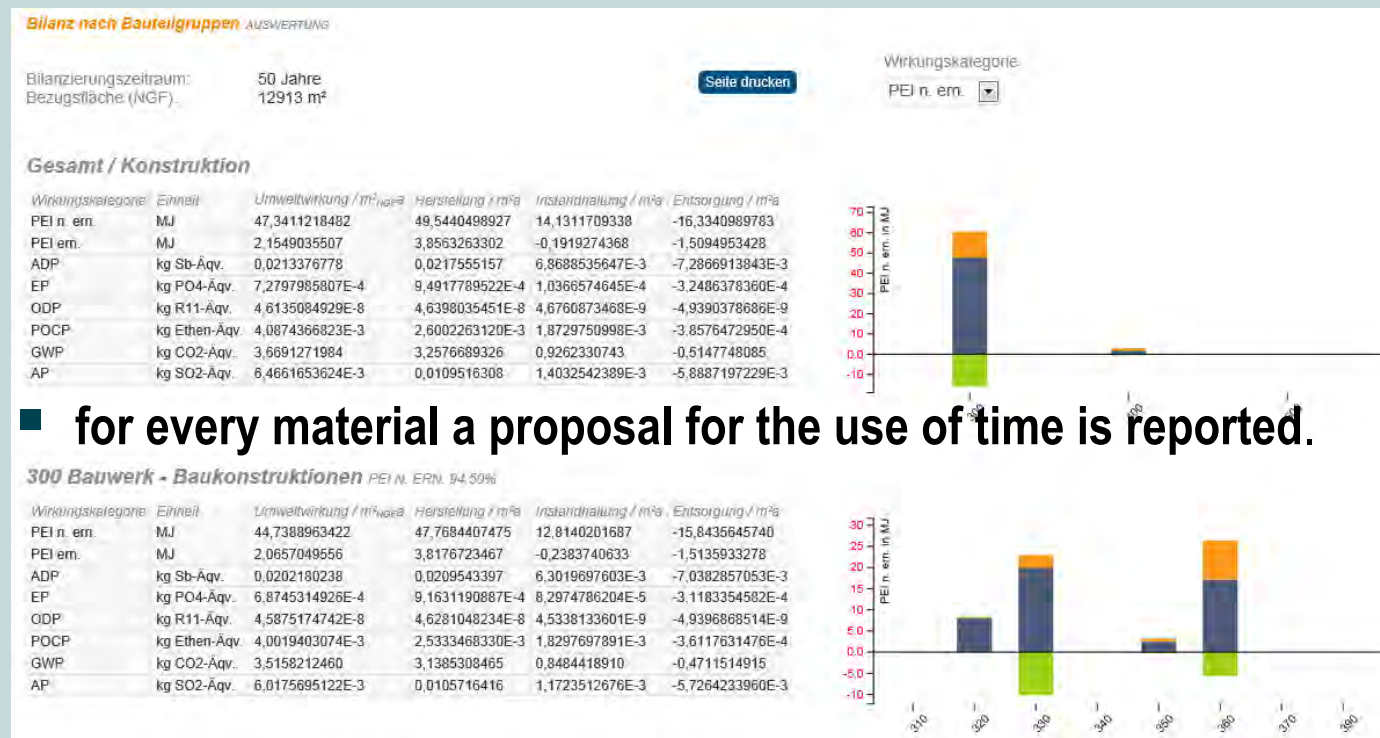 Bilanz nach Bauteilgruppen AUSWERTUNG
Wirkungskategorie
Bilanzierungszeitraum: 50 Jahre
Seite drucken
PEI n. ern.
Bezugsfläche (NGF): 12913 m²
Gesamt / Konstruktion
Wirkungskategorie Einheit Umweltwirkung / m²NGFa Herstellung / m²a Instandhaltung / m²a Entsorgung / m²a
PEI n. ern. MJ 47,3411218482 49,5440498927 14,1311709338 -16,3340989783
PEI ern. MJ 2,1549035507 3,8563263302 -0,1919274368 -1,5094953428
ADP kg Sb-Äqv. 0,0213376778 0,0217555157 6,8688535647E-3 -7,2866913843E-3
EP kg PO4-Äqv. 7,2797985807E-4 9,4917789522E-4 1,0366574645E-4 -3,2486378360E-4
ODP kg R11-Äqv. 4,6135084929E-8 4,6398035451E-8 4,6760873468E-9 -4,9390378686E-9
POCP kg Ethen-Äqv. 4,0874366823E-3 2,6002263120E-3 1,8729750998E-3 -3,8576472950E-4
GWP kg CO2-Äqv. 3,6691271984 3,2576689326 0,9262330743 -0,5147748085
AP kg SO2-Äqv. 6,4661653624E-3 0,0109516308 1,4032542389E-3 -5,8887197229E-3
PEI n. ern. in MJ
70
60
50
40
30
20
10
0.0
-10
300
400
■ for every material a proposal for the use of time is reported.
300 Bauwerk - Baukonstruktionen PEI N. ERN. 94.50%
Wirkungskategorie Einheit Umweltwirkung / m²NGFa Herstellung / m²a Instandhaltung / m²a Entsorgung / m²a
PEI n. ern. MJ 44,7388963422 47,7684407475 12,8140201687 -15,8435645740
PEI ern. MJ 2,0657049556 3,8176723467 -0,2383740633 -1,5135933278
ADP kg Sb-Äqv. 0,0202180238 0,0209543397 6,3019697603E-3 -7,0382857053E-3
EP kg PO4-Äqv. 6,8745314926E-4 9,1631190887E-4 8,2974786204E-5 -3,1183354582E-4
ODP kg R11-Äqv. 4,5875174742E-8 4,6281048234E-8 4,5338133601E-9 -4,9396868514E-9
POCP kg Ethen-Äqv. 4,0019403074E-3 2,5333468330E-3 1,8297697891E-3 -3,6117631476E-4
GWP kg CO2-Äqv. 3,5158212460 3,1385308465 0,8484418910 -0,4711514915
AP kg SO2-Äqv. 6,0175695122E-3 0,0105716416 1,1723512676E-3 -5,7264233960E-3
PEI n. ern. in MJ
30
25
20
15
10
5.0
0.0
-5,0
-10
310 320 330 340 350 360 370 390